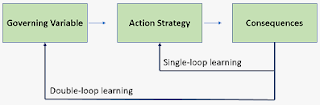 Governing Variable
Action Strategy
Consequences
Single-loop learning
Double-loop learning